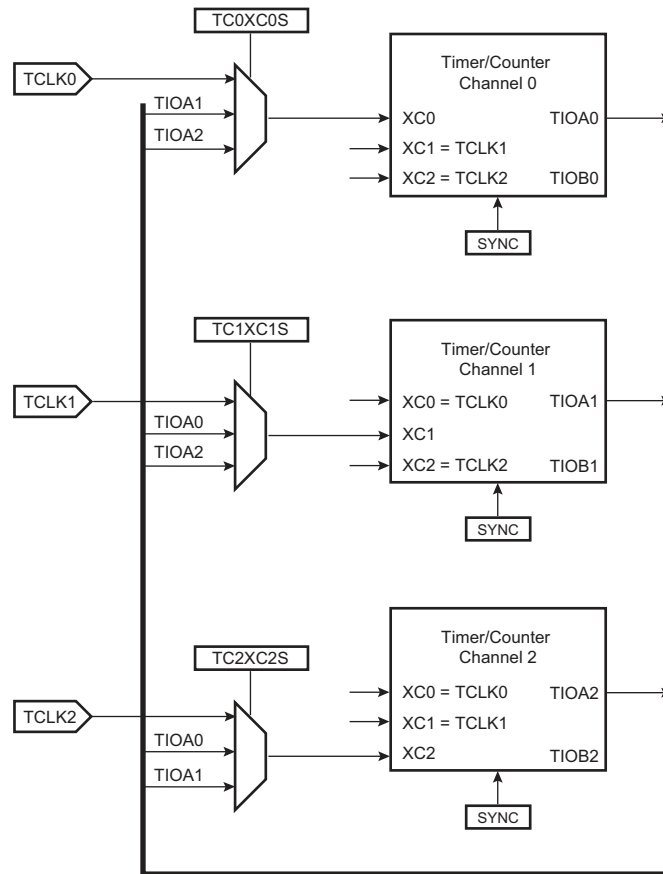 TC0XC0S
TCLK0
TIOA1
TIOA2
Timer/Counter
Channel 0
XC0
TIOA0
XC1 = TCLK1
XC2 = TCLK2
TIOB0
SYNC
TC1XC1S
TCLK1
TIOA0
TIOA2
Timer/Counter
Channel 1
XC0 = TCLK0
TIOA1
XC1
XC2 = TCLK2
TIOB1
SYNC
TC2XC2S
TCLK2
TIOA0
TIOA1
Timer/Counter
Channel 2
XC0 = TCLK0
TIOA2
XC1 = TCLK1
XC2
TIOB2
SYNC